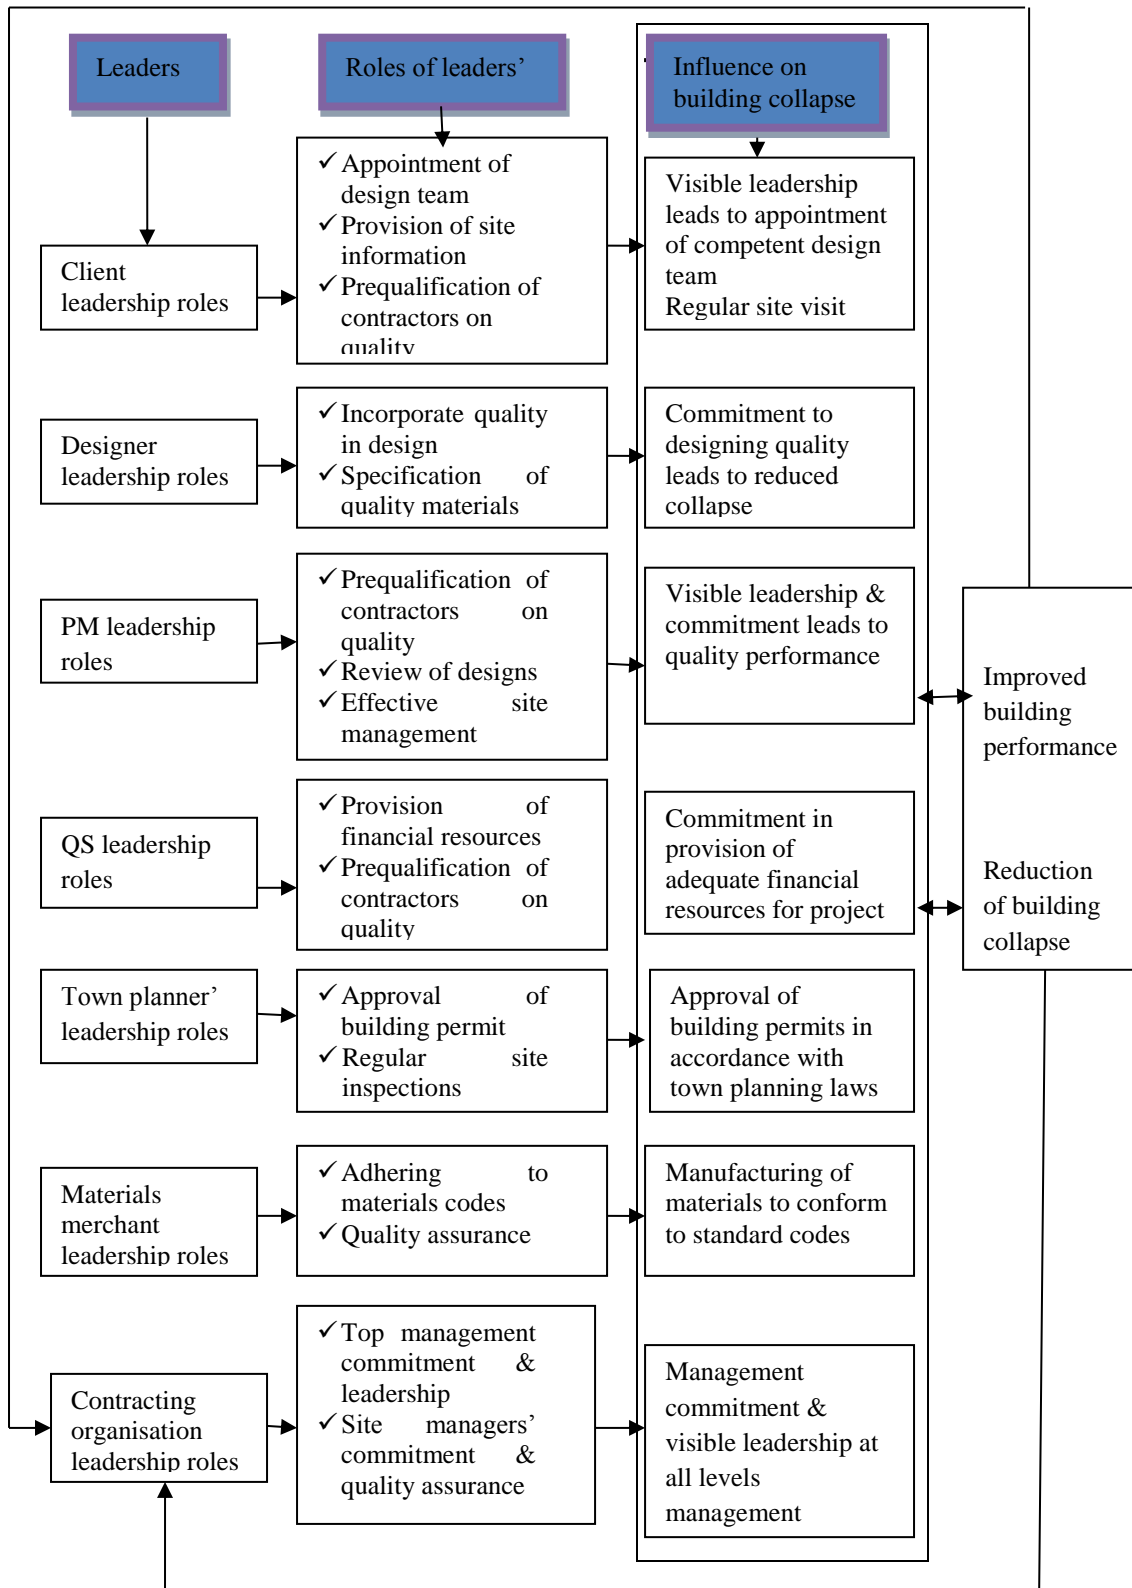 Leaders
Roles of leaders’
Influence on
building collapse
Client
leadership roles
✓ Appointment of
design team
✓ Provision of site
information
✓ Prequalification of
contractors on
quality
Visible leadership
leads to appointment
of competent design
team
Regular site visit
Designer
leadership roles
✓ Incorporate quality
in design
✓ Specification of
quality materials
Commitment to
designing quality
leads to reduced
collapse
PM leadership
roles
✓ Prequalification of
contractors on
quality
✓ Review of designs
✓ Effective site
management
Visible leadership &
commitment leads to
quality performance
QS leadership
roles
✓ Provision of
financial resources
✓ Prequalification of
contractors on
quality
Commitment in
provision of
adequate financial
resources for project
Town planner’
leadership roles
✓ Approval of
building permit
✓ Regular site
inspections
Approval of
building permits in
accordance with
town planning laws
Materials
merchant
leadership roles
✓ Adhering to
materials codes
✓ Quality assurance
Manufacturing of
materials to conform
to standard codes
Contracting
organisation
leadership roles
✓ Top management
commitment &
leadership
✓ Site managers’
commitment &
quality assurance
Management
commitment &
visible leadership at
all levels
management
Improved
building
performance
Reduction
of building
collapse